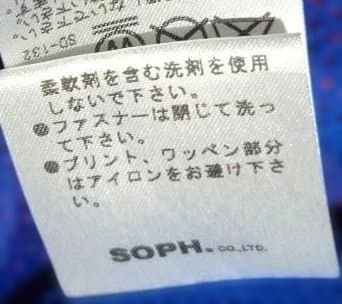 SD-132
柔軟剤を含む洗剤を使用
しないで下さい。
●ファスナーは閉じて洗っ
て下さい。
●プリント、ワッペン部分
はアイロンをお避け下さ
い。
SOPH. CO.,LTD.